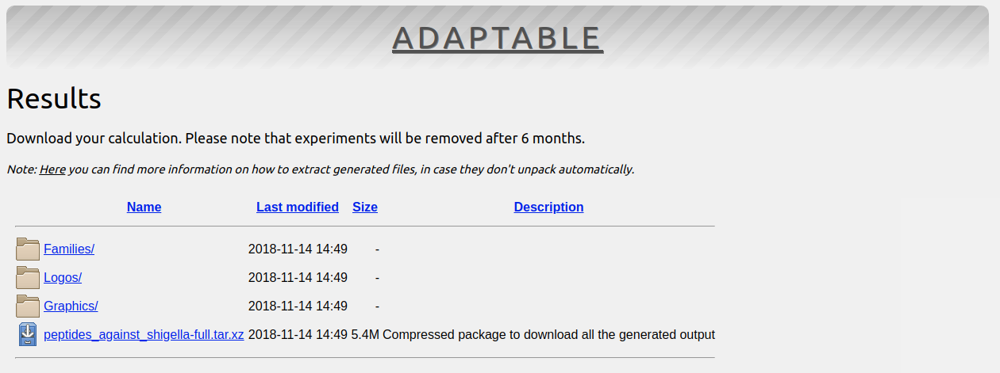 ADAPTABLE
Results
Download your calculation. Please note that experiments will be removed after 6 months.
Note: Here you can find more information on how to extract generated files, in case they don't unpack automatically.
Name Last modified Size Description
Families/ 2018-11-14 14:49 -
Logos/ 2018-11-14 14:49 -
Graphics/ 2018-11-14 14:49 -
peptides_against_shigella-full.tar.xz 2018-11-14 14:49 5.4M Compressed package to download all the generated output